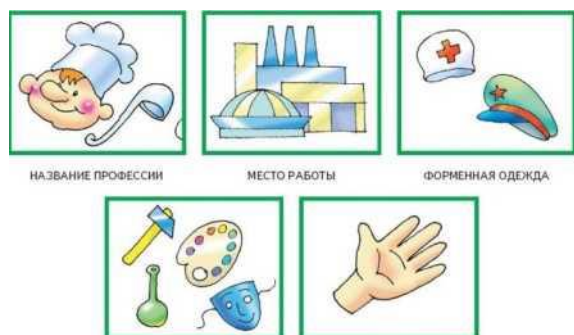 НАЗВАНИЕ ПРОФЕССИИ
МЕСТО РАБОТЫ
ФОРМЕННАЯ ОДЕЖДА